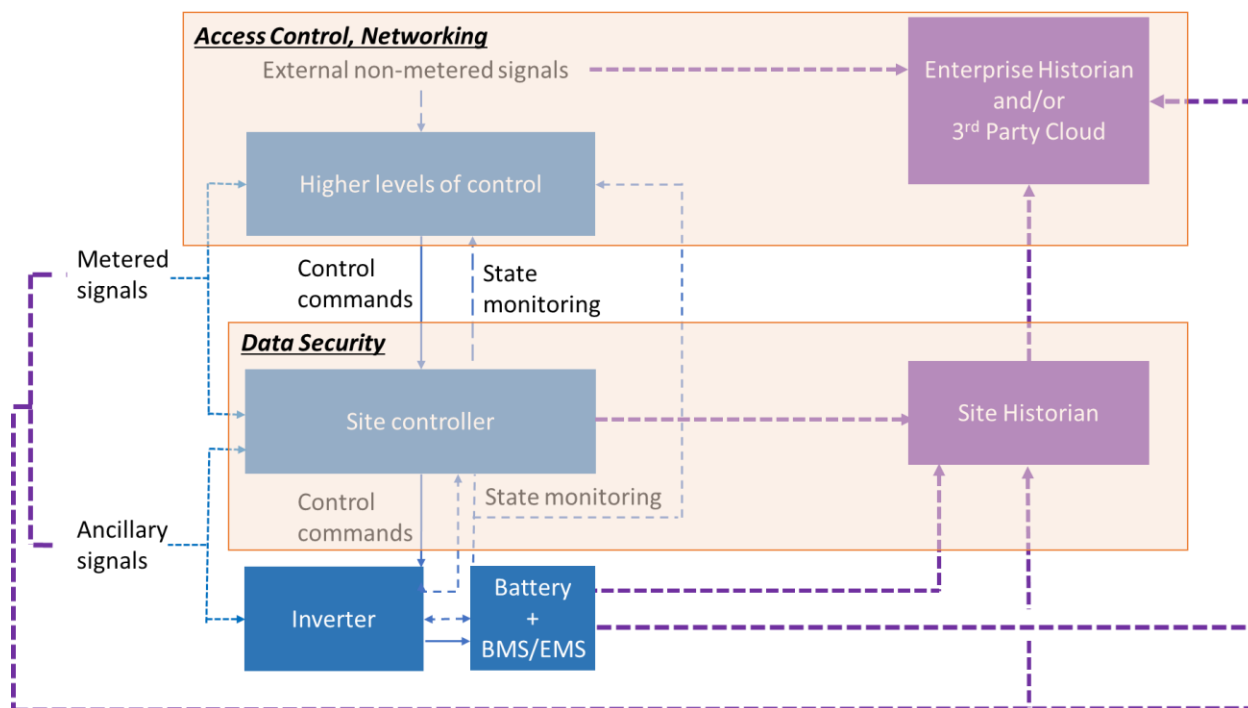 Access Control, Networking
External non-metered signals
Enterprise Historian
and/or
3rd Party Cloud
Higher levels of control
Metered
signals
Control
commands
State
monitoring
Data Security
Site controller
Site Historian
Control
commands
State monitoring
Ancillary
signals
Inverter
Battery
+
BMS/EMS